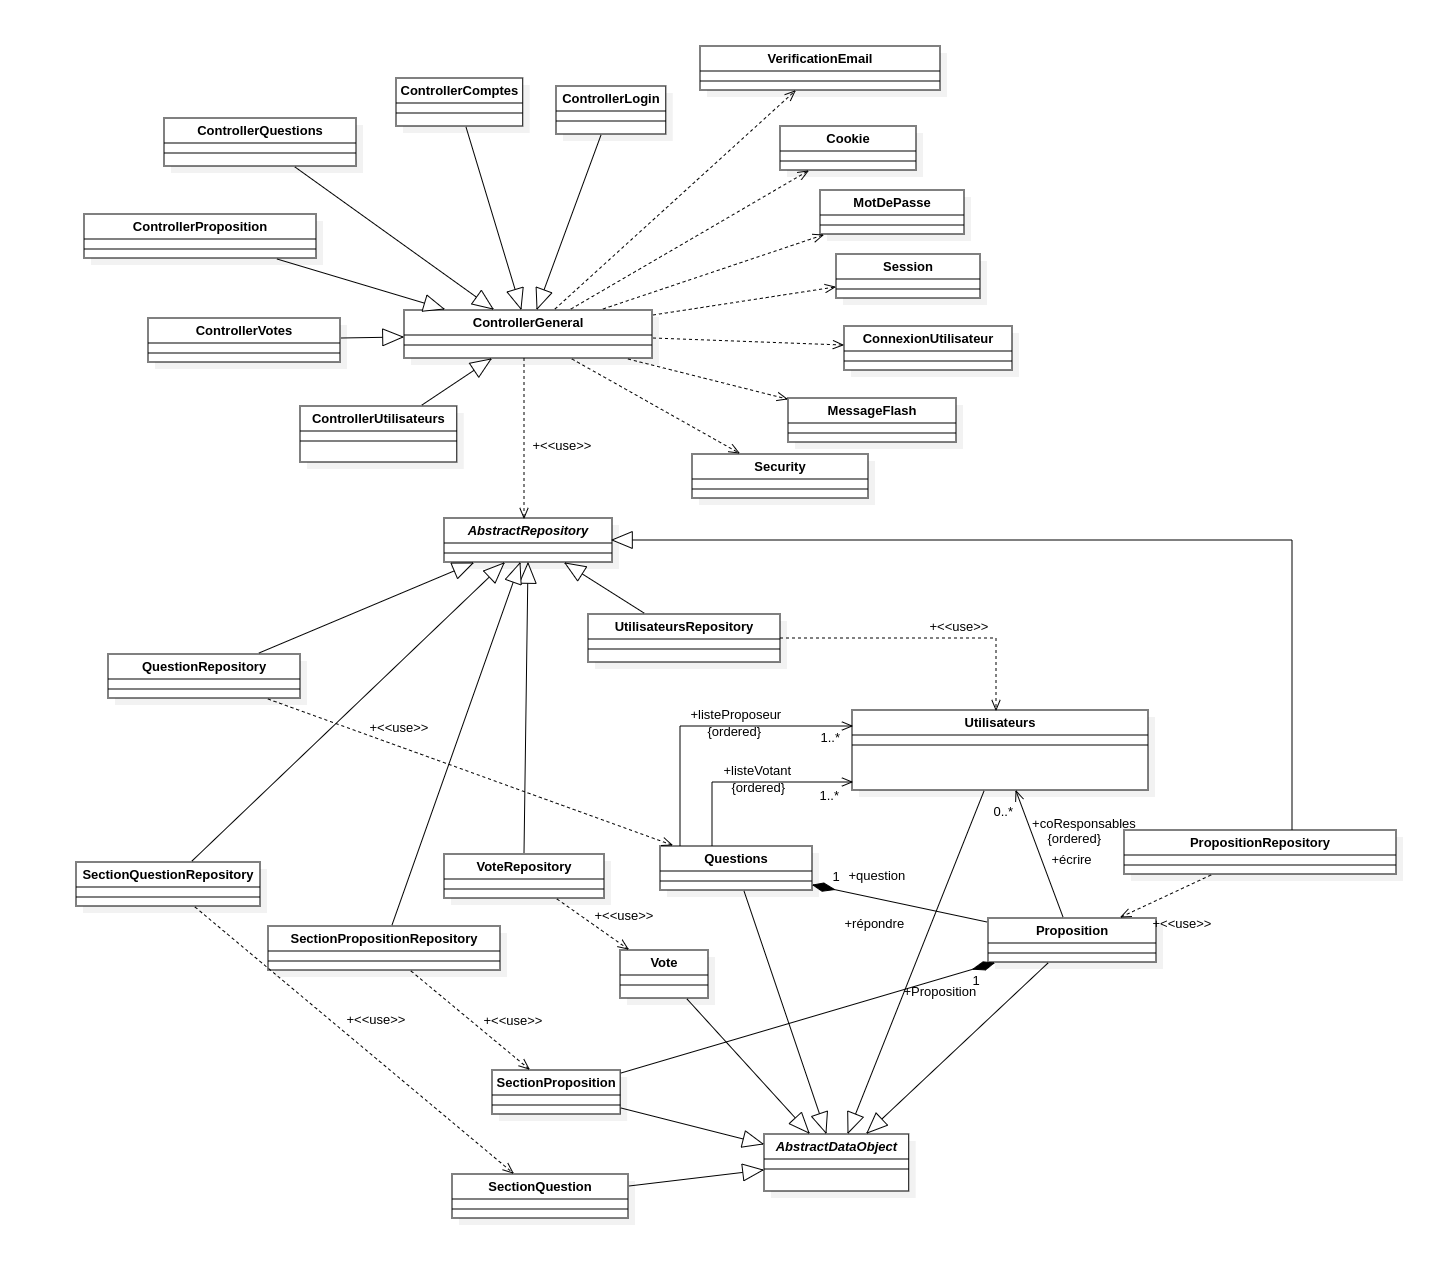 VerificationEmail
ControllerComptes
ControllerLogin
ControllerQuestions
Cookie
MotDePasse
ControllerProposition
Session
ControllerGeneral
ControllerVotes
ConnexionUtilisateur
MessageFlash
ControllerUtilisateurs
+<<use>>
Security
AbstractRepository
UtilisateursRepository
+<<use>>
QuestionRepository
+<<use>>
+listeProposeur
{ordered}
1..*
Utilisateurs
+listeVotant
{ordered}
1..*
0..*
+coResponsables
{ordered}
+écrire
PropositionRepository
Questions
VoteRepository
SectionQuestionRepository
1
+question
+<<use>>
+répondre
+<<use>>
Proposition
SectionPropositionRepository
Vote
1
+Proposition
+<<use>>
+<<use>>
SectionProposition
AbstractDataObject
SectionQuestion